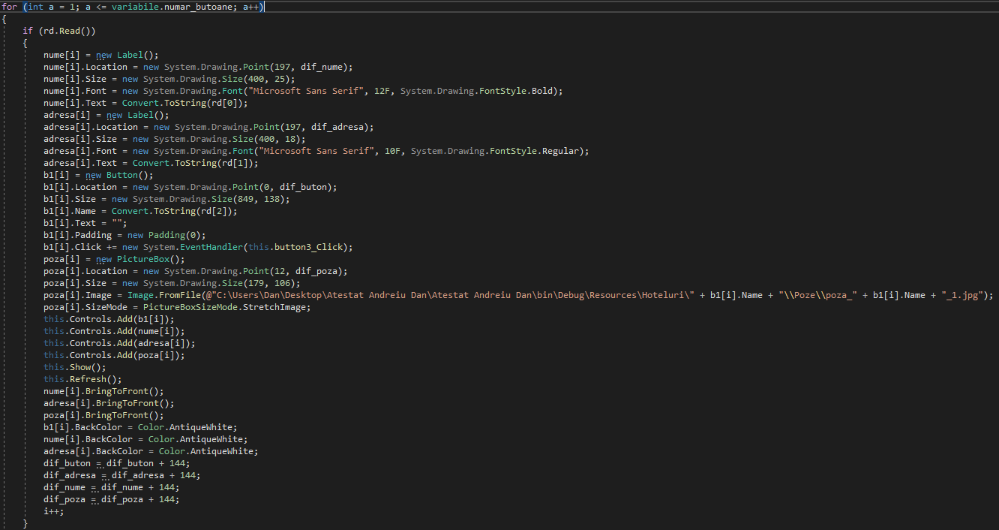 for (int a = 1; a <= variabile.numar_butoane; a++)
{
if (rd.Read())
{
nume[i] = new Label();
nume[i].Location = new System.Drawing.Point(197, dif_nume);
nume[i].Size = new System.Drawing.Size(400, 25);
nume[i].Font = new System.Drawing.Font("Microsoft Sans Serif", 12F, System.Drawing.FontStyle.Bold);
nume[i].Text = Convert.ToString(rd[0]);
adresa[i] = new Label();
adresa[i].Location = new System.Drawing.Point(197, dif_adresa);
adresa[i].Size = new System.Drawing.Size(400, 18);
adresa[i].Font = new System.Drawing.Font("Microsoft Sans Serif", 10F, System.Drawing.FontStyle.Regular);
adresa[i].Text = Convert.ToString(rd[1]);
b1[i] = new Button();
b1[i].Location = new System.Drawing.Point(0, dif_buton);
b1[i].Size = new System.Drawing.Size(849, 138);
b1[i].Name = Convert.ToString(rd[2]);
b1[i].Text = "";
b1[i].Padding = new Padding(0);
b1[i].Click += new System.EventHandler(this.button3_Click);
poza[i] = new PictureBox();
poza[i].Location = new System.Drawing.Point(12, dif_poza);
poza[i].Size = new System.Drawing.Size(179, 106);
poza[i].Image = Image.FromFile(@"C:\Users\Dan\Desktop\Atestat Andreiu Dan\Atestat Andreiu Dan\bin\Debug\Resources\Hoteluri\" + b1[i].Name + "\\Poze\\poza_" + b1[i].Name + "_1.jpg");
poza[i].SizeMode = PictureBoxSizeMode.StretchImage;
this.Controls.Add(b1[i]);
this.Controls.Add(nume[i]);
this.Controls.Add(adresa[i]);
this.Controls.Add(poza[i]);
this.Show();
this.Refresh();
nume[i].BringToFront();
adresa[i].BringToFront();
poza[i].BringToFront();
b1[i].BackColor = Color.AntiqueWhite;
nume[i].BackColor = Color.AntiqueWhite;
adresa[i].BackColor = Color.AntiqueWhite;
dif_buton = dif_buton + 144;
dif_adresa = dif_adresa + 144;
dif_nume = dif_nume + 144;
dif_poza = dif_poza + 144;
i++;
}